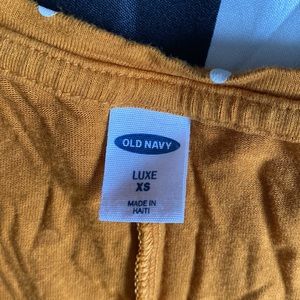 OLD NAVY
LUXE
XS
MADE IN
HAITI